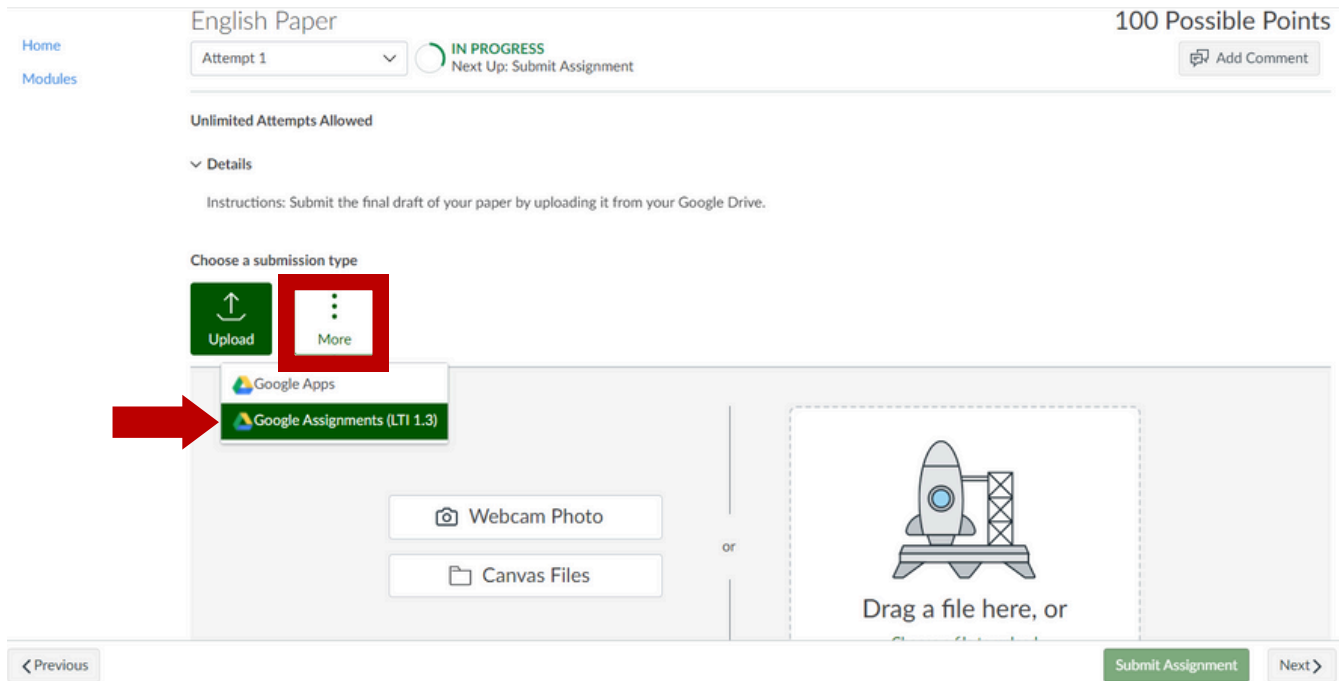 English Paper
100 Possible Points
Home
Modules
Attempt 1
IN PROGRESS
Next Up: Submit Assignment
Add Comment
Unlimited Attempts Allowed
Details
Instructions: Submit the final draft of your paper by uploading it from your Google Drive.
Choose a submission type
Upload
More
Google Apps
Google Assignments (LTI 1.3)
Webcam Photo
Canvas Files
or
Drag a file here, or
Previous
Submit Assignment
Next